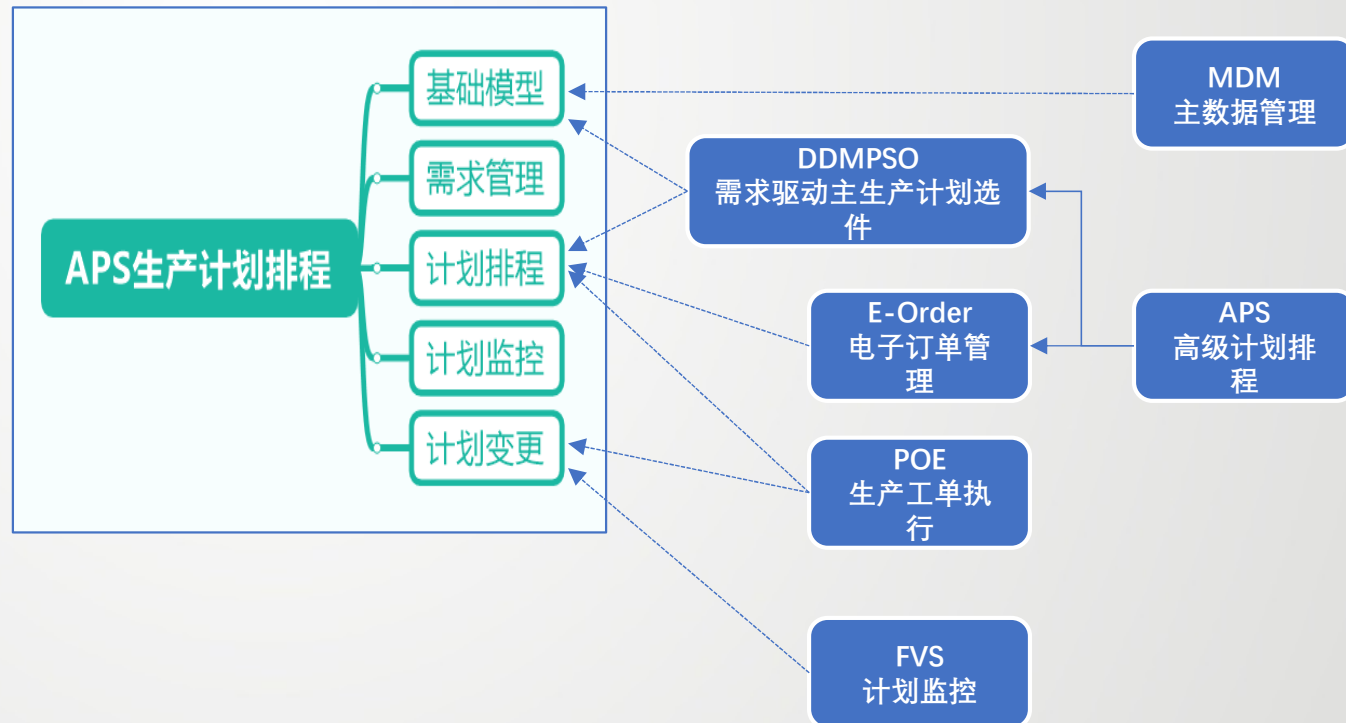 APS生产计划排程
基础模型
需求管理
计划排程
计划监控
计划变更
MDM
主数据管理
DDMPSO
需求驱动主生产计划选
件
E-Order
电子订单管
理
APS
高级计划排
程
POE
生产工单执
行
FVS
计划监控